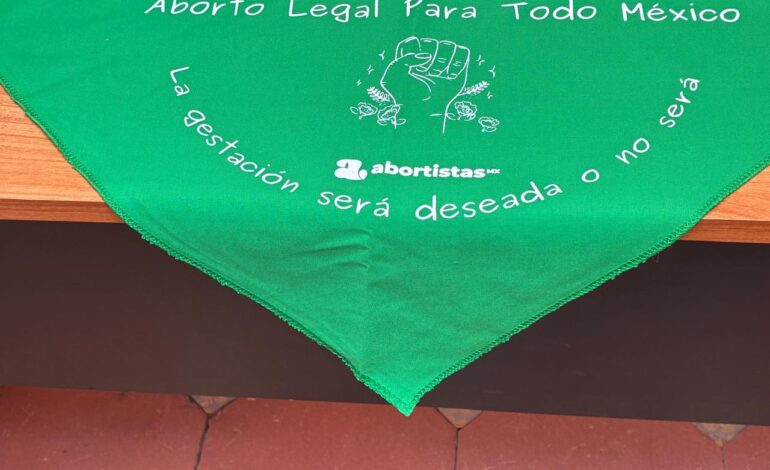 Aborto Legal Para Todo México
La gestación será deseada o no será
a, abortistas MX